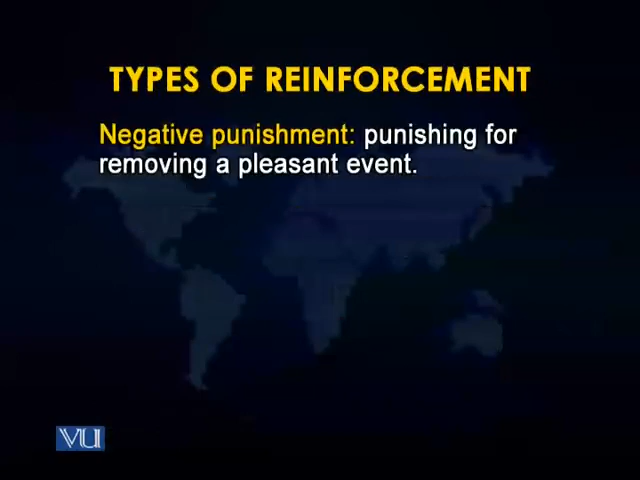 TYPES OF REINFORCEMENT
Negative punishment: punishing for
removing a pleasant event.
VU